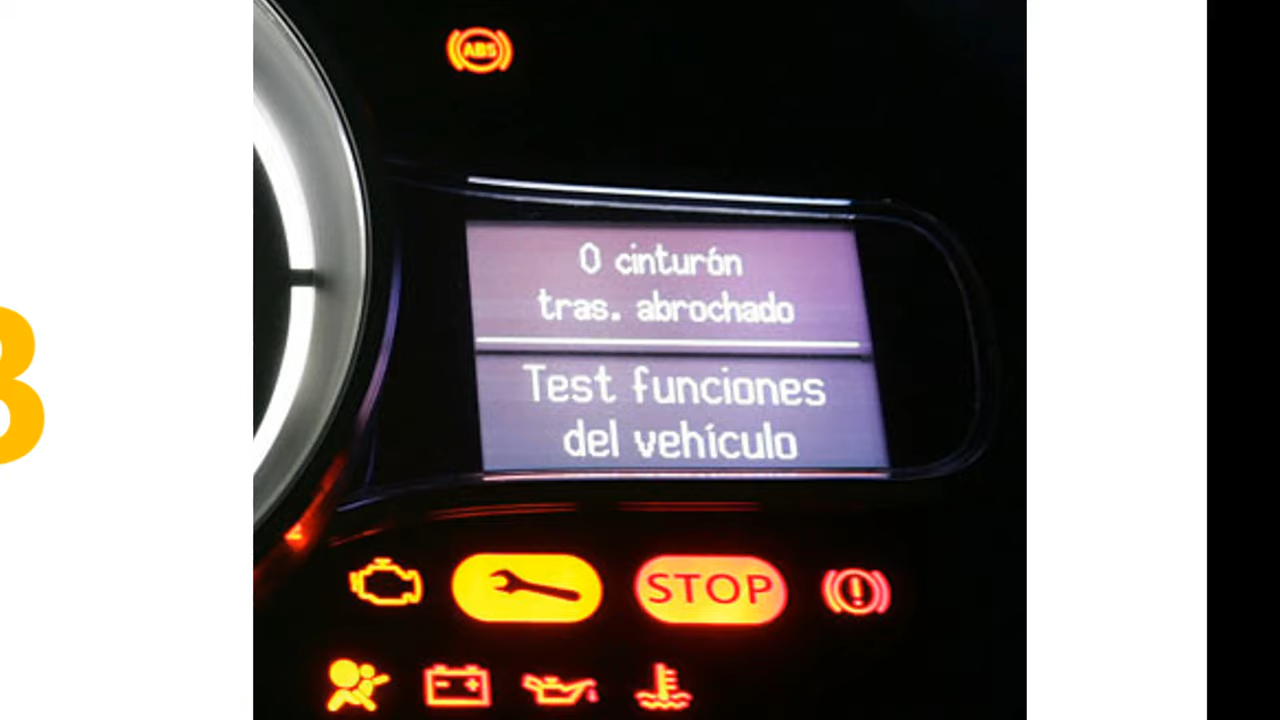 ABS
0 cinturón
tras. abrochado
Test funciones
del vehículo
STOP